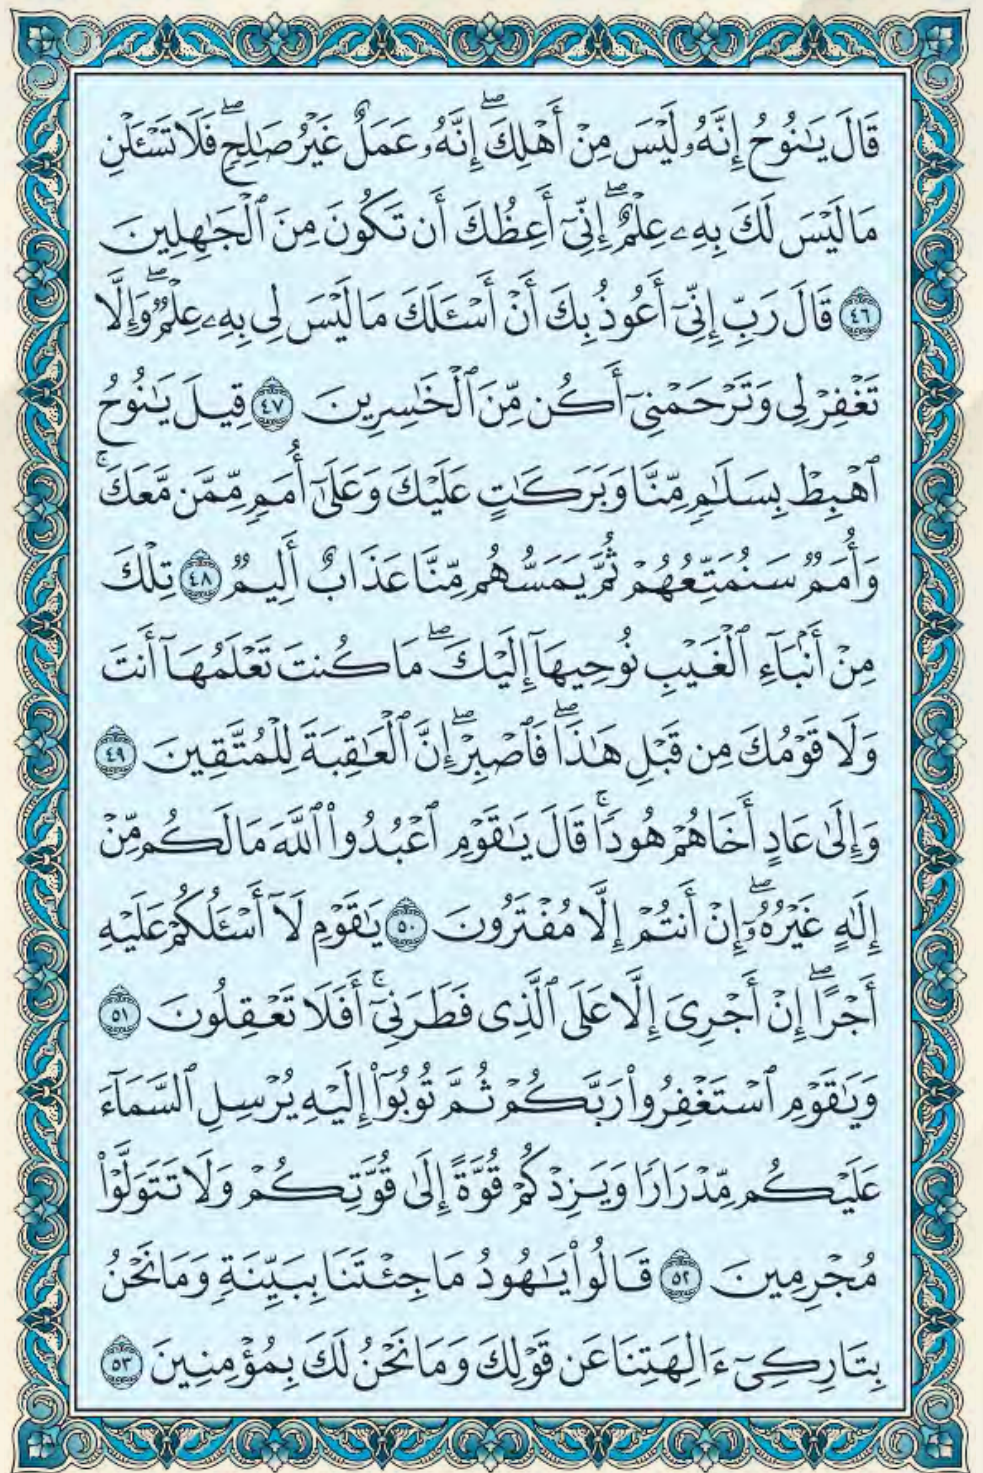 قَالَ يَـٰنُوحُ إِنَّهُۥ لَيْسَ مِنْ أَهْلِكَ ۖ إِنَّهُۥ عَمَلٌ غَيْرُ صَـٰلِحٍ ۖ فَلَا تَسْـَٔلْنِ
مَا لَيْسَ لَكَ بِهِۦ عِلْمٌ ۖ إِنِّىٓ أَعِظُكَ أَن تَكُونَ مِنَ ٱلْجَـٰهِلِينَ
٤٦ قَالَ رَبِّ إِنِّىٓ أَعُوذُ بِكَ أَنْ أَسْـَٔلَكَ مَا لَيْسَ لِى بِهِۦ عِلْمٌ ۖ وَإِلَّا
تَغْفِرْ لِى وَتَرْحَمْنِىٓ أَكُن مِّنَ ٱلْخَـٰسِرِينَ ٤٧ قِيلَ يَـٰنُوحُ
ٱهْبِطْ بِسَلَـٰمٍ مِّنَّا وَبَرَكَـٰتٍ عَلَيْكَ وَعَلَىٰٓ أُمَمٍ مِّمَّن مَّعَكَ ۚ
وَأُمَمٌ سَنُمَتِّعُهُمْ ثُمَّ يَمَسُّهُم مِّنَّا عَذَابٌ أَلِيمٌ ٤٨ تِلْكَ
مِنْ أَنۢبَآءِ ٱلْغَيْبِ نُوحِيهَآ إِلَيْكَ ۖ مَا كُنتَ تَعْلَمُهَآ أَنتَ
وَلَا قَوْمُكَ مِن قَبْلِ هَـٰذَا ۖ فَٱصْبِرْ ۖ إِنَّ ٱلْعَـٰقِبَةَ لِلْمُتَّقِينَ ٤٩
وَإِلَىٰ عَادٍ أَخَاهُمْ هُودًا ۚ قَالَ يَـٰقَوْمِ ٱعْبُدُوا۟ ٱللَّهَ مَا لَكُم مِّنْ
إِلَـٰهٍ غَيْرُهُۥٓ ۖ إِنْ أَنتُمْ إِلَّا مُفْتَرُونَ ٥٠ يَـٰقَوْمِ لَآ أَسْـَٔلُكُمْ عَلَيْهِ
أَجْرًا ۖ إِنْ أَجْرِىَ إِلَّا عَلَى ٱلَّذِى فَطَرَنِىٓ ۚ أَفَلَا تَعْقِلُونَ ٥١
وَيَـٰقَوْمِ ٱسْتَغْفِرُوا۟ رَبَّكُمْ ثُمَّ تُوبُوٓا۟ إِلَيْهِ يُرْسِلِ ٱلسَّمَآءَ
عَلَيْكُم مِّدْرَارًا وَيَزِدْكُمْ قُوَّةً إِلَىٰ قُوَّتِكُمْ وَلَا تَتَوَلَّوْا۟
مُجْرِمِينَ ٥٢ قَالُوا۟ يَـٰهُودُ مَا جِئْتَنَا بِبَيِّنَةٍ وَمَا نَحْنُ
بِتَارِكِىٓ ءَالِهَتِنَا عَن قَوْلِكَ وَمَا نَحْنُ لَكَ بِمُؤْمِنِينَ ٥٣